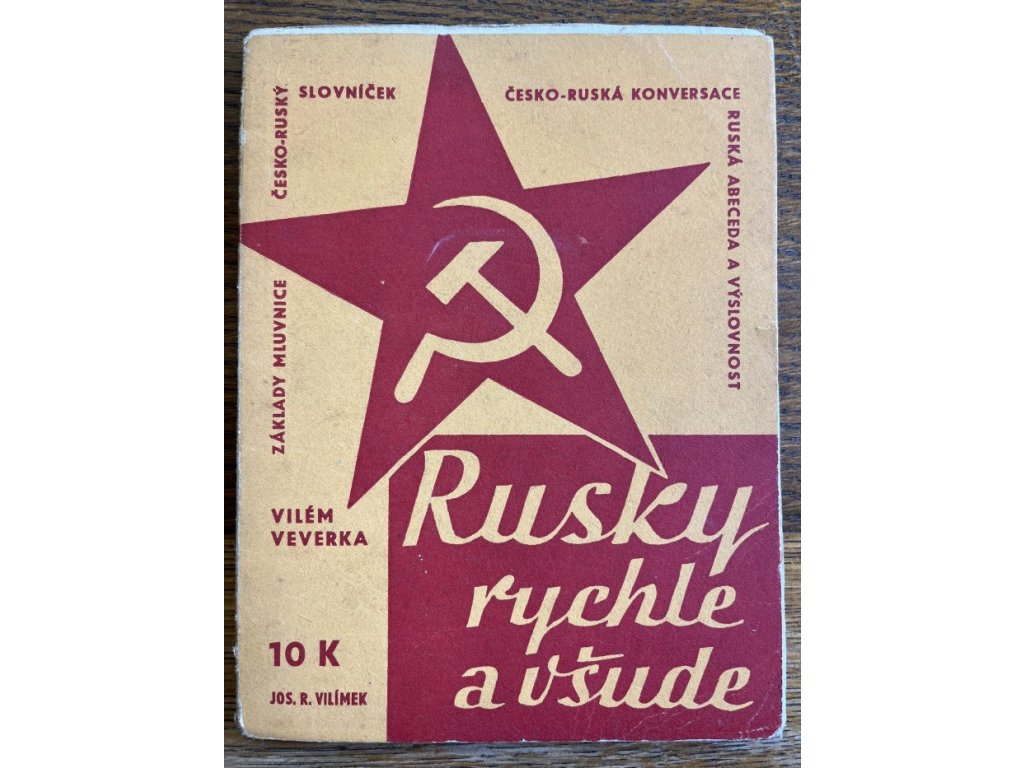 ČESKO-RUSKÝ
SLOVNÍČEK
ČESKO-RUSKÁ KONVERSACE
RUSKÁ ABECEDA A VÝSLOVNOST
ZÁKLADY MLUVNICE
VILÉM
VEVERKA
Rusky
rychle
a všude
10 K
JOS. R. VILÍMEK